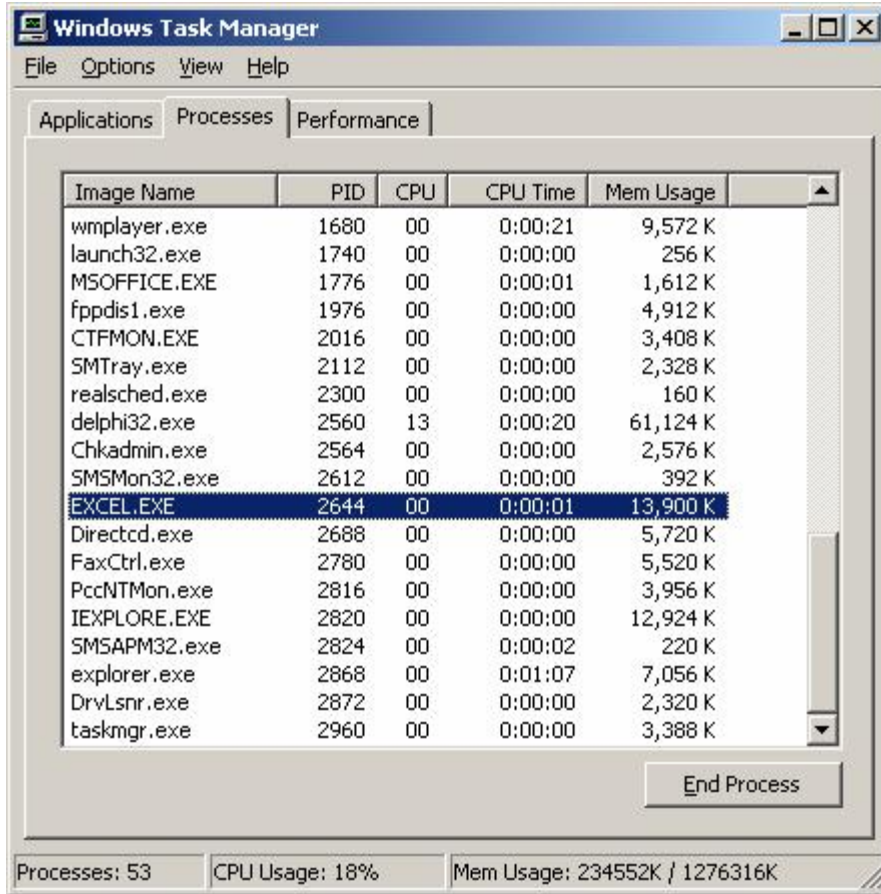 Windows Task Manager
File Options View Help
Applications Processes Performance
Image Name PID CPU CPU Time Mem Usage
wmplayer.exe 1680 00 0:00:21 9,572 K
launch32.exe 1740 00 0:00:00 256 K
MSOFFICE.EXE 1776 00 0:00:01 1,612 K
fppdis1.exe 1976 00 0:00:00 4,912 K
CTFMON.EXE 2016 00 0:00:00 3,408 K
SMTray.exe 2112 00 0:00:00 2,328 K
realsched.exe 2300 00 0:00:00 160 K
delphi32.exe 2560 13 0:00:20 61,124 K
Chkadmin.exe 2564 00 0:00:00 2,576 K
SMSMon32.exe 2612 00 0:00:00 392 K
EXCEL.EXE 2644 00 0:00:01 13,900 K
Directcd.exe 2688 00 0:00:00 5,720 K
FaxCtrl.exe 2780 00 0:00:00 5,520 K
PccNTMon.exe 2816 00 0:00:00 3,956 K
IEXPLORE.EXE 2820 00 0:00:00 12,924 K
SMSAPM32.exe 2824 00 0:00:02 220 K
explorer.exe 2868 00 0:01:07 7,056 K
DrvLsnr.exe 2872 00 0:00:00 2,320 K
taskmgr.exe 2960 00 0:00:00 3,388 K
End Process
Processes: 53 CPU Usage: 18% Mem Usage: 234552K / 1276316K